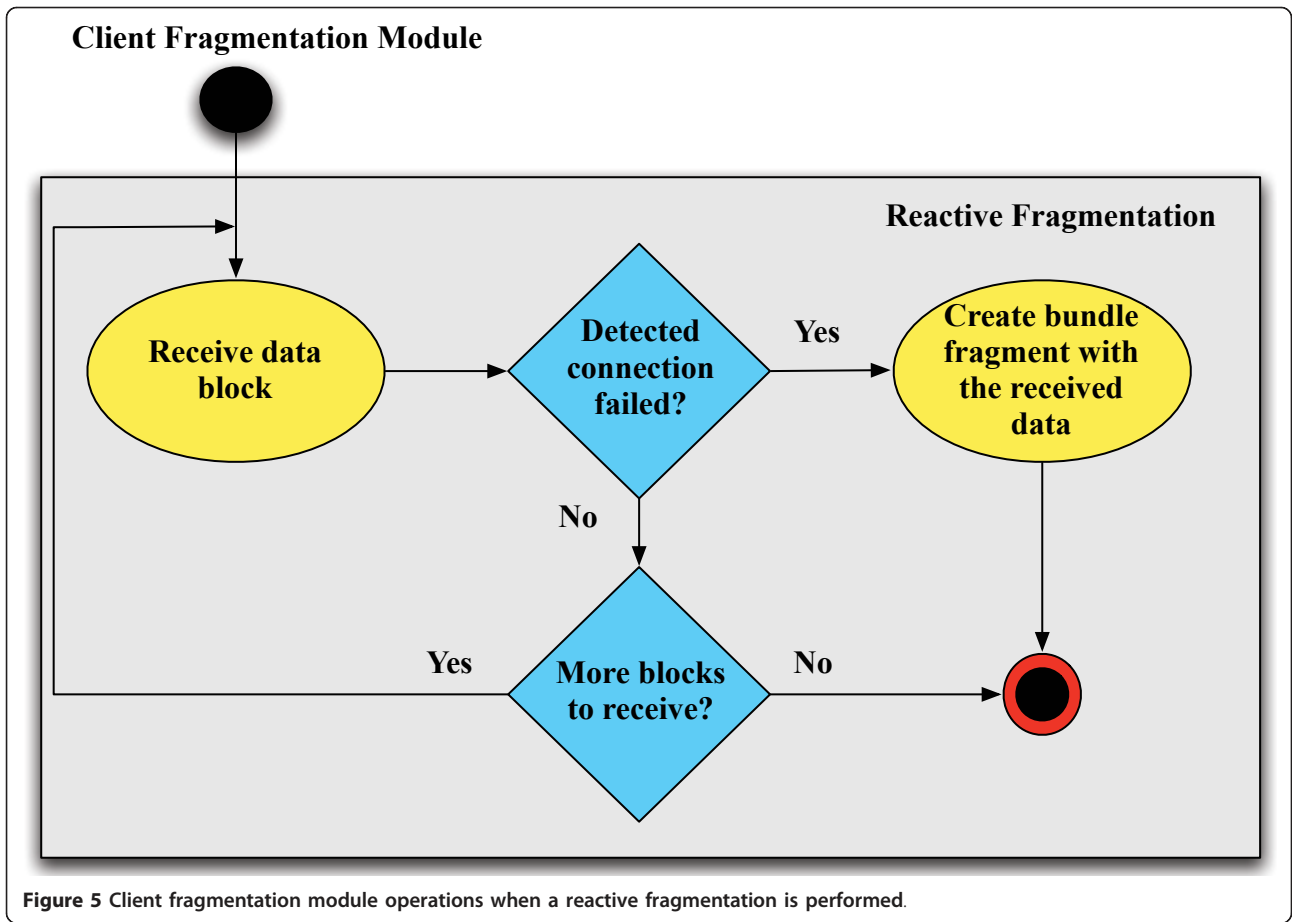 Client Fragmentation Module
Reactive Fragmentation
Receive data
block
Detected
connection
failed?
Yes
Create bundle
fragment with
the received
data
No
More blocks
to receive?
Yes
No
Figure 5 Client fragmentation module operations when a reactive fragmentation is performed.